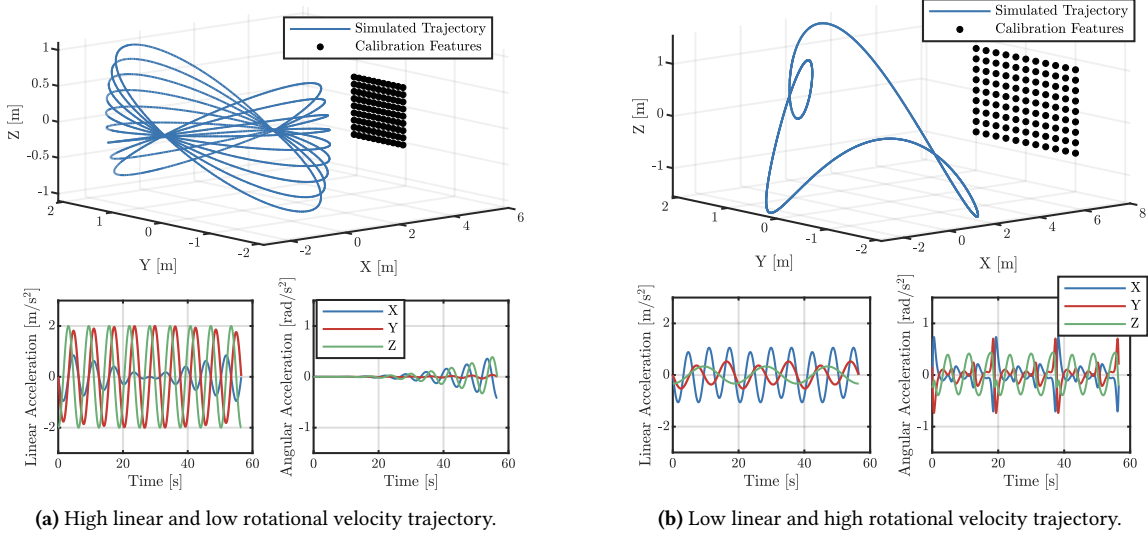 Simulated Trajectory
Calibration Features
1
0.5
0
-0.5
-1
Z [m]
2
1
0
-1
-2
Y [m]
-2
0
2
4
6
X [m]
Linear Acceleration [m/s²]
2
0
-2
0
20
40
60
Time [s]
Angular Acceleration [rad/s²]
1
0
-1
X
Y
Z
0
20
40
60
Time [s]
(a) High linear and low rotational velocity trajectory.
Simulated Trajectory
Calibration Features
1
0
-1
Z [m]
2
1
0
-1
-2
Y [m]
-2
0
2
4
6
8
X [m]
Linear Acceleration [m/s²]
2
0
-2
0
20
40
60
Time [s]
Angular Acceleration [rad/s²]
1
0
-1
X
Y
Z
0
20
40
60
Time [s]
(b) Low linear and high rotational velocity trajectory.